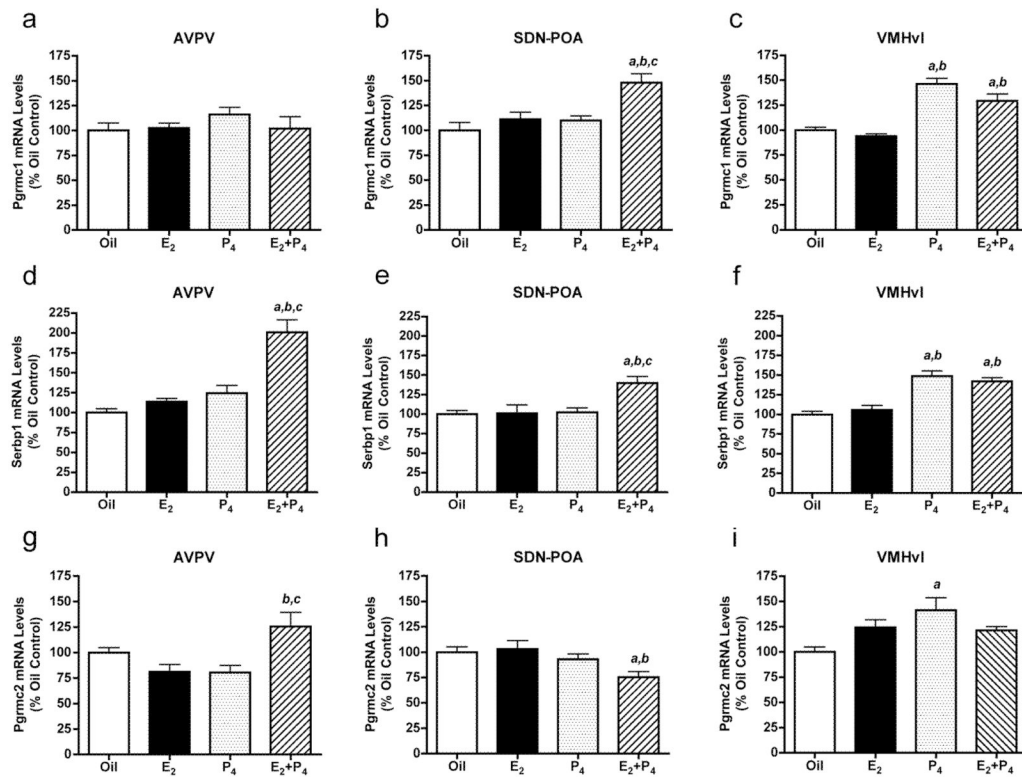 a
AVPV
Pgrmc1 mRNA Levels
(% Oil Control)
175
150
125
100
75
50
25
0
Oil
E2
P4
E2+P4
b
SDN-POA
Pgrmc1 mRNA Levels
(% Oil Control)
175
150
125
100
75
50
25
0
a,b,c
Oil
E2
P4
E2+P4
c
VMHvl
Pgrmc1 mRNA Levels
(% Oil Control)
175
150
125
100
75
50
25
0
a,b
a,b
Oil
E2
P4
E2+P4
d
AVPV
Serbp1 mRNA Levels
(% Oil Control)
225
200
175
150
125
100
75
50
25
0
a,b,c
Oil
E2
P4
E2+P4
e
SDN-POA
Serbp1 mRNA Levels
(% Oil Control)
225
200
175
150
125
100
75
50
25
0
a,b,c
Oil
E2
P4
E2+P4
f
VMHvl
Serbp1 mRNA Levels
(% Oil Control)
225
200
175
150
125
100
75
50
25
0
a,b
a,b
Oil
E2
P4
E2+P4
g
AVPV
Pgrmc2 mRNA Levels
(% Oil Control)
175
150
125
100
75
50
25
0
b,c
Oil
E2
P4
E2+P4
h
SDN-POA
Pgrmc2 mRNA Levels
(% Oil Control)
175
150
125
100
75
50
25
0
a,b
Oil
E2
P4
E2+P4
i
VMHvl
Pgrmc2 mRNA Levels
(% Oil Control)
175
150
125
100
75
50
25
0
a
Oil
E2
P4
E2+P4